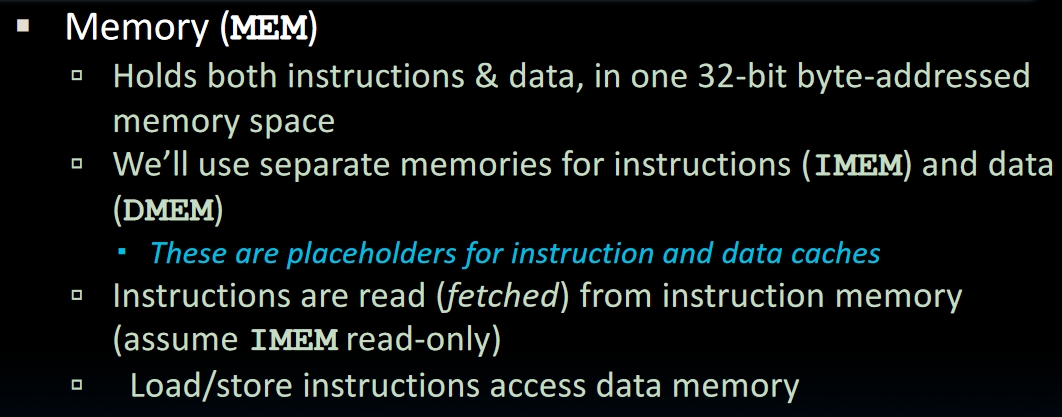 Memory (MEM)
Holds both instructions & data, in one 32-bit byte-addressed
memory space
We’ll use separate memories for instructions (IMEM) and data
(DMEM)
These are placeholders for instruction and data caches
Instructions are read (fetched) from instruction memory
(assume IMEM read-only)
Load/store instructions access data memory